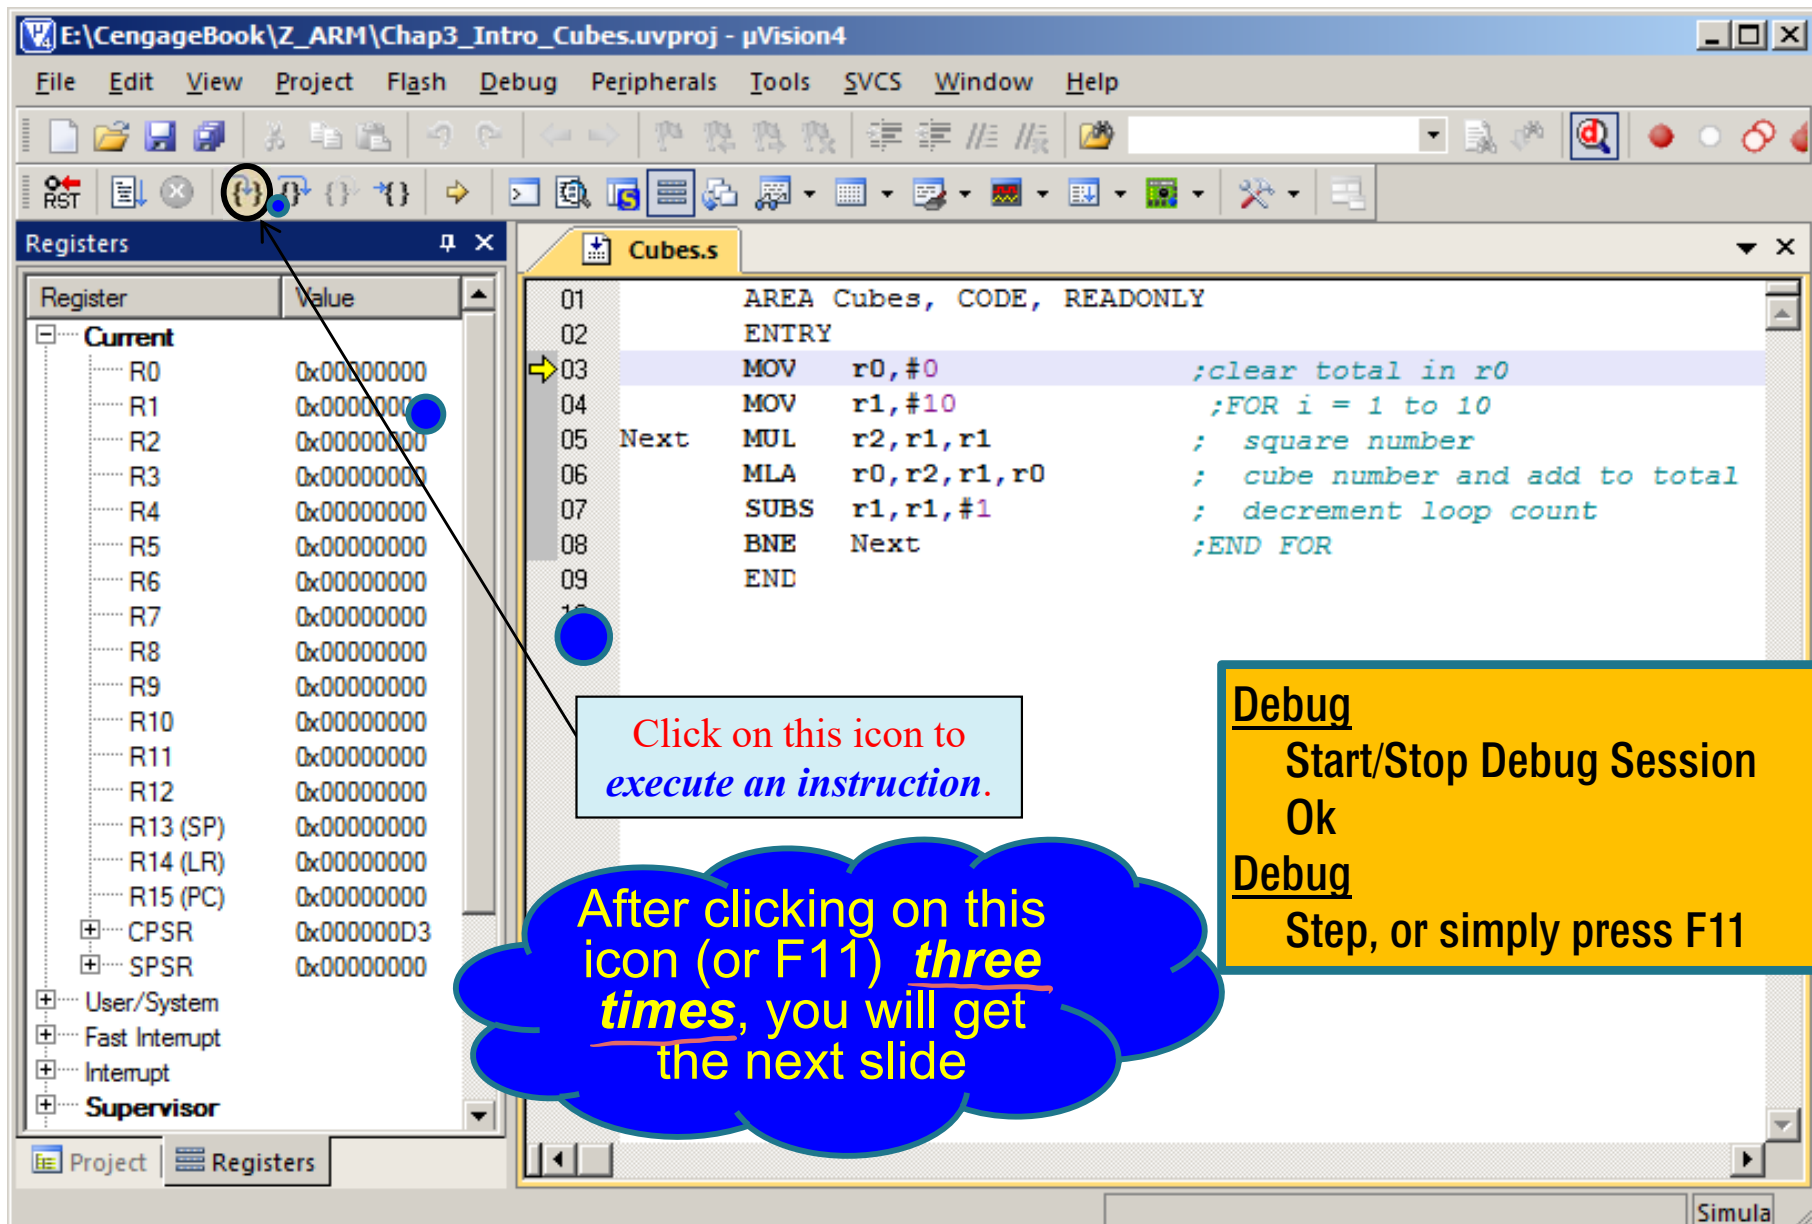 E:\CengageBook\Z_ARM\Chap3_Intro_Cubes.uvproj - µVision4
File Edit View Project Flash Debug Peripherals Tools SVCS Window Help
RST
Registers
Cubes.s
Register Value
Current
R0 0x00000000
R1
R2 0x00000000
R3 0x00000000
R4 0x00000000
R5 0x00000000
R6 0x00000000
R7 0x00000000
R8 0x00000000
R9 0x00000000
R10 0x00000000
R11 0x00000000
R12 0x00000000
R13 (SP) 0x00000000
R14 (LR) 0x00000000
R15 (PC) 0x00000000
CPSR 0x000000D3
SPSR 0x00000000
User/System
Fast Interrupt
Interrupt
Supervisor
Project Registers
01 AREA Cubes, CODE, READONLY
02 ENTRY
03 MOV r0,#0 ;clear total in r0
04 MOV r1,#10 ;FOR i = 1 to 10
05 Next MUL r2,r1,r1 ; square number
06 MLA r0,r2,r1,r0 ; cube number and add to total
07 SUBS r1,r1,#1 ; decrement loop count
08 BNE Next ;END FOR
09 END
Click on this icon to
execute an instruction.
After clicking on this
icon (or F11) three
times, you will get
the next slide
Debug
Start/Stop Debug Session
Ok
Debug
Step, or simply press F11
Simula